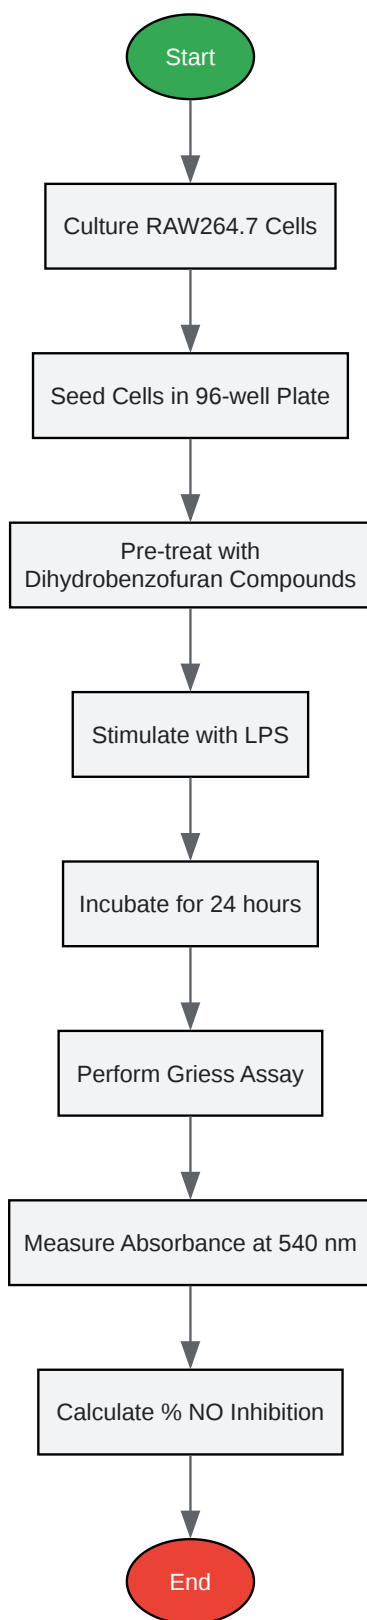 Start
Culture RAW264.7 Cells
Seed Cells in 96-well Plate
Pre-treat with
Dihydrobenzofuran Compounds
Stimulate with LPS
Incubate for 24 hours
Perform Griess Assay
Measure Absorbance at 540 nm
Calculate % NO Inhibition
End